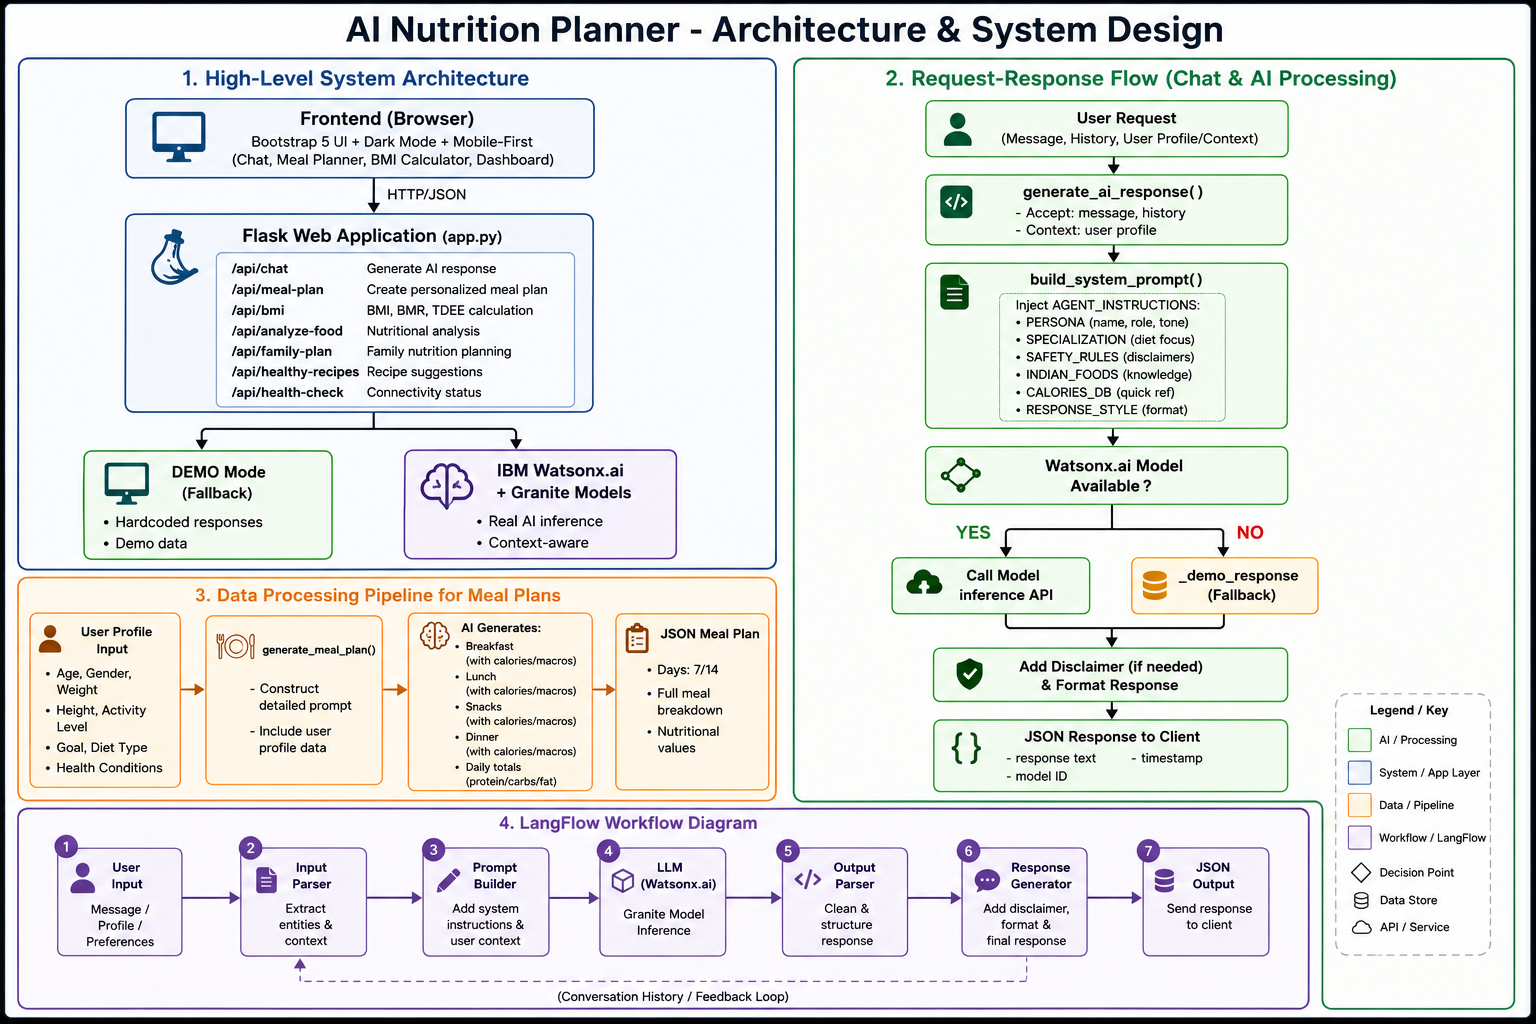 AI Nutrition Planner - Architecture & System Design
1. High-Level System Architecture
Frontend (Browser)
Bootstrap 5 UI + Dark Mode + Mobile-First
(Chat, Meal Planner, BMI Calculator, Dashboard)
HTTP/JSON
Flask Web Application (app.py)
/api/chat Generate AI response
/api/meal-plan Create personalized meal plan
/api/bmi BMI, BMR, TDEE calculation
/api/analyze-food Nutritional analysis
/api/family-plan Family nutrition planning
/api/healthy-recipes Recipe suggestions
/api/health-check Connectivity status
DEMO Mode
(Fallback)
• Hardcoded responses
• Demo data
IBM Watsonx.ai
+ Granite Models
• Real AI inference
• Context-aware
2. Request-Response Flow (Chat & AI Processing)
User Request
(Message, History, User Profile/Context)
generate_ai_response()
- Accept: message, history
- Context: user profile
build_system_prompt()
Inject AGENT_INSTRUCTIONS:
• PERSONA (name, role, tone)
• SPECIALIZATION (diet focus)
• SAFETY_RULES (disclaimers)
• INDIAN_FOODS (knowledge)
• CALORIES_DB (quick ref)
• RESPONSE_STYLE (format)
Watsonx.ai Model
Available ?
YES
NO
Call Model
inference API
_demo_response
(Fallback)
Add Disclaimer (if needed)
& Format Response
JSON Response to Client
- response text - timestamp
- model ID
3. Data Processing Pipeline for Meal Plans
User Profile
Input
• Age, Gender,
Weight
• Height, Activity
Level
• Goal, Diet Type
• Health Conditions
generate_meal_plan()
- Construct
detailed prompt
- Include user
profile data
AI Generates:
• Breakfast
(with calories/macros)
• Lunch
(with calories/macros)
• Snacks
(with calories/macros)
• Dinner
(with calories/macros)
• Daily totals
(protein/carbs/fat)
JSON Meal Plan
• Days: 7/14
• Full meal
breakdown
• Nutritional
values
Legend / Key
AI / Processing
System / App Layer
Data / Pipeline
Workflow / LangFlow
Decision Point
Data Store
API / Service
4. LangFlow Workflow Diagram
1
User
Input
Message /
Profile /
Preferences
2
Input
Parser
Extract
entities &
context
3
Prompt
Builder
Add system
instructions &
user context
4
LLM
(Watsonx.ai)
Granite Model
Inference
5
Output
Parser
Clean &
structure
response
6
Response
Generator
Add disclaimer,
format &
final response
7
JSON
Output
Send response
to client
(Conversation History / Feedback Loop)